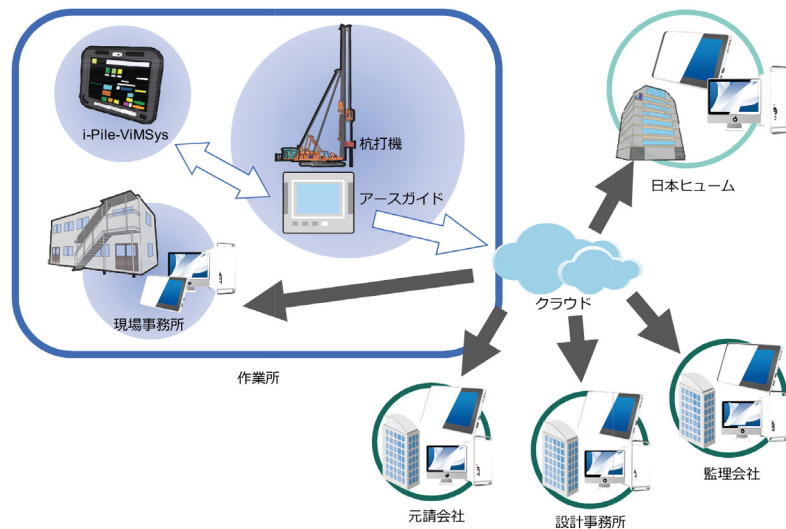 i-Pile-ViMSys
杭打機
アースガイド
日本ヒューム
クラウド
現場事務所
作業所
監理会社
元請会社
設計事務所